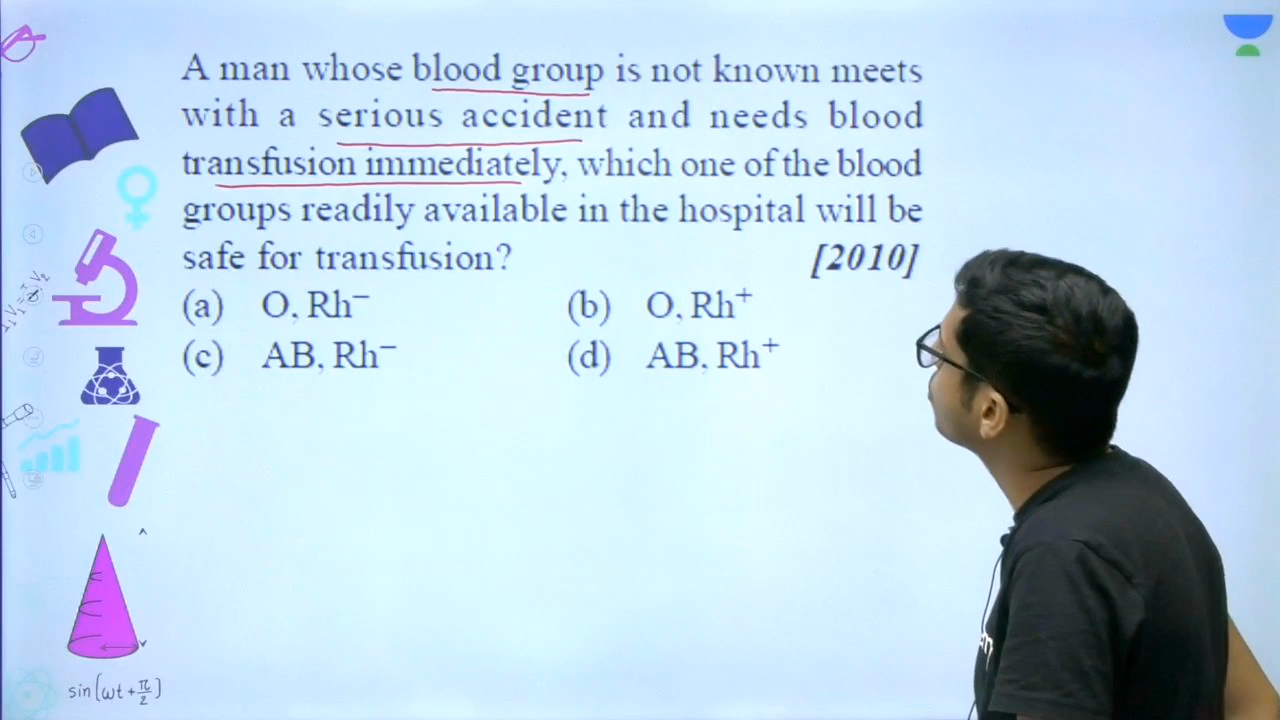 A man whose blood group is not known meets
with a serious accident and needs blood
transfusion immediately, which one of the blood
groups readily available in the hospital will be
safe for transfusion? [2010]
(a) O, Rh⁻ (b) O, Rh⁺
(c) AB, Rh⁻ (d) AB, Rh⁺
sin(ωt+π/2)